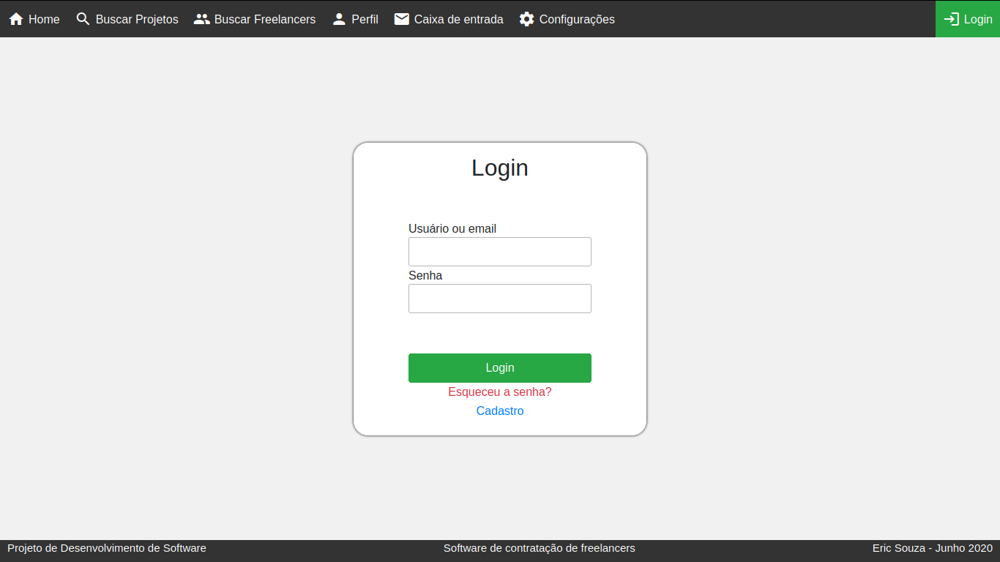 Home Buscar Projetos Buscar Freelancers Perfil Caixa de entrada Configurações Login
Login
Usuário ou email
Senha
Login
Esqueceu a senha?
Cadastro
Projeto de Desenvolvimento de Software Software de contratação de freelancers Eric Souza - Junho 2020